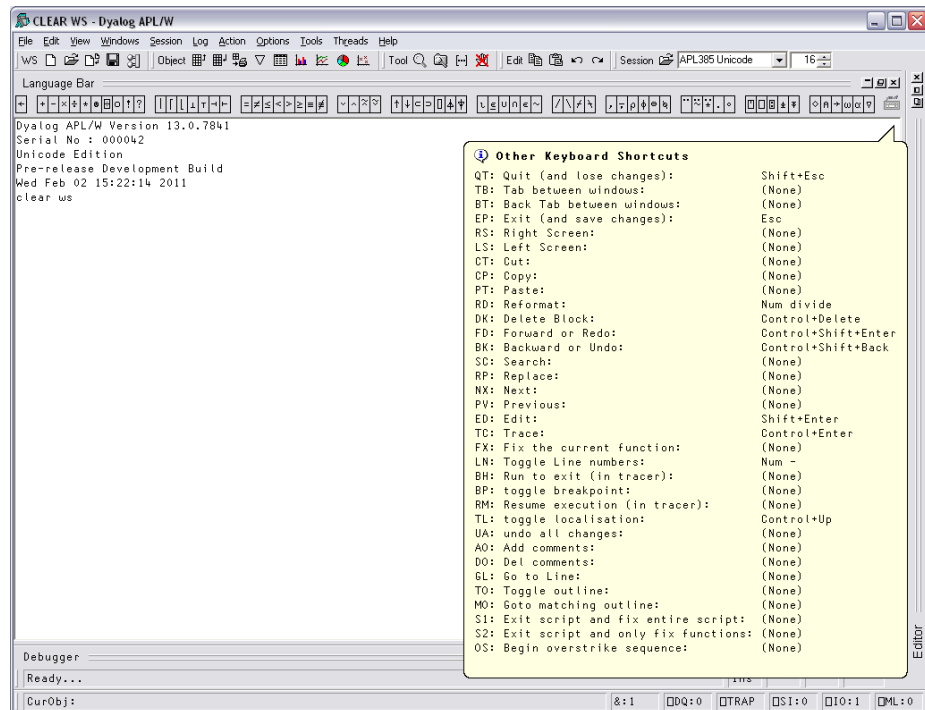 CLEAR WS - Dyalog APL/W
File Edit View Windows Session Log Action Options Tools Threads Help
WS Object Tool Edit Session APL385 Unicode 16
Language Bar
Dyalog APL/W Version 13.0.7841
Serial No : 000042
Unicode Edition
Pre-release Development Build
Wed Feb 02 15:22:14 2011
clear ws
Other Keyboard Shortcuts
QT: Quit (and lose changes): Shift+Esc
TB: Tab between windows: (None)
BT: Back Tab between windows: (None)
EP: Exit (and save changes): Esc
RS: Right Screen: (None)
LS: Left Screen: (None)
CT: Cut: (None)
CP: Copy: (None)
PT: Paste: (None)
RD: Reformat: Num divide
DK: Delete Block: Control+Delete
FD: Forward or Redo: Control+Shift+Enter
BK: Backward or Undo: Control+Shift+Back
SC: Search: (None)
RP: Replace: (None)
NX: Next: (None)
PV: Previous: (None)
ED: Edit: Shift+Enter
TC: Trace: Control+Enter
FX: Fix the current function: (None)
LN: Toggle Line numbers: Num -
BH: Run to exit (in tracer): (None)
BP: toggle breakpoint: (None)
RM: Resume execution (in tracer): (None)
TL: toggle localisation: Control+Up
UA: undo all changes: (None)
AO: Add comments: (None)
DO: Del comments: (None)
GL: Go to Line: (None)
TO: Toggle outline: (None)
MO: Goto matching outline: (None)
S1: Exit script and fix entire script: (None)
S2: Exit script and only fix functions: (None)
OS: Begin overstrike sequence: (None)
Editor
Debugger
Ready...
CurObj: &:1 ⎕DQ:0 ⎕TRAP ⎕SI:0 ⎕IO:1 ⎕ML:0